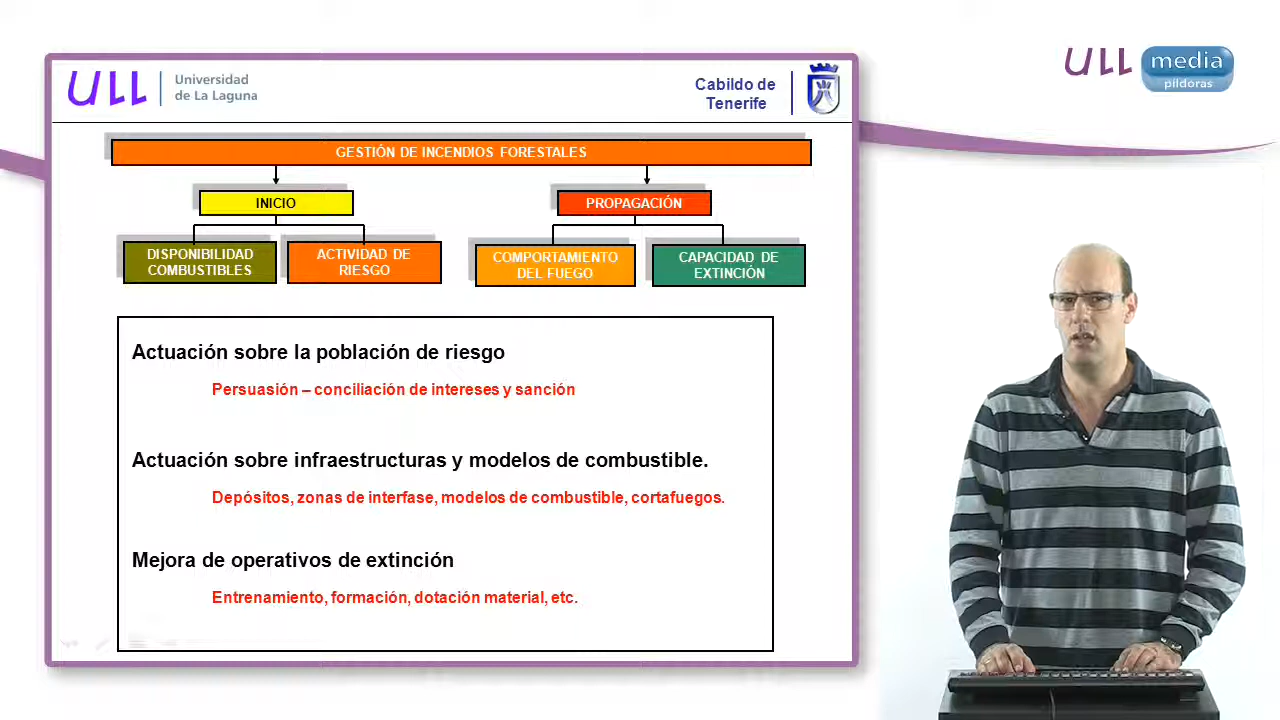 ULL
Universidad
de La Laguna
Cabildo de
Tenerife
ULL media
píldoras
GESTIÓN DE INCENDIOS FORESTALES
INICIO
PROPAGACIÓN
DISPONIBILIDAD
COMBUSTIBLES
ACTIVIDAD DE
RIESGO
COMPORTAMIENTO
DEL FUEGO
CAPACIDAD DE
EXTINCIÓN
Actuación sobre la población de riesgo
Persuasión – conciliación de intereses y sanción
Actuación sobre infraestructuras y modelos de combustible.
Depósitos, zonas de interfase, modelos de combustible, cortafuegos.
Mejora de operativos de extinción
Entrenamiento, formación, dotación material, etc.